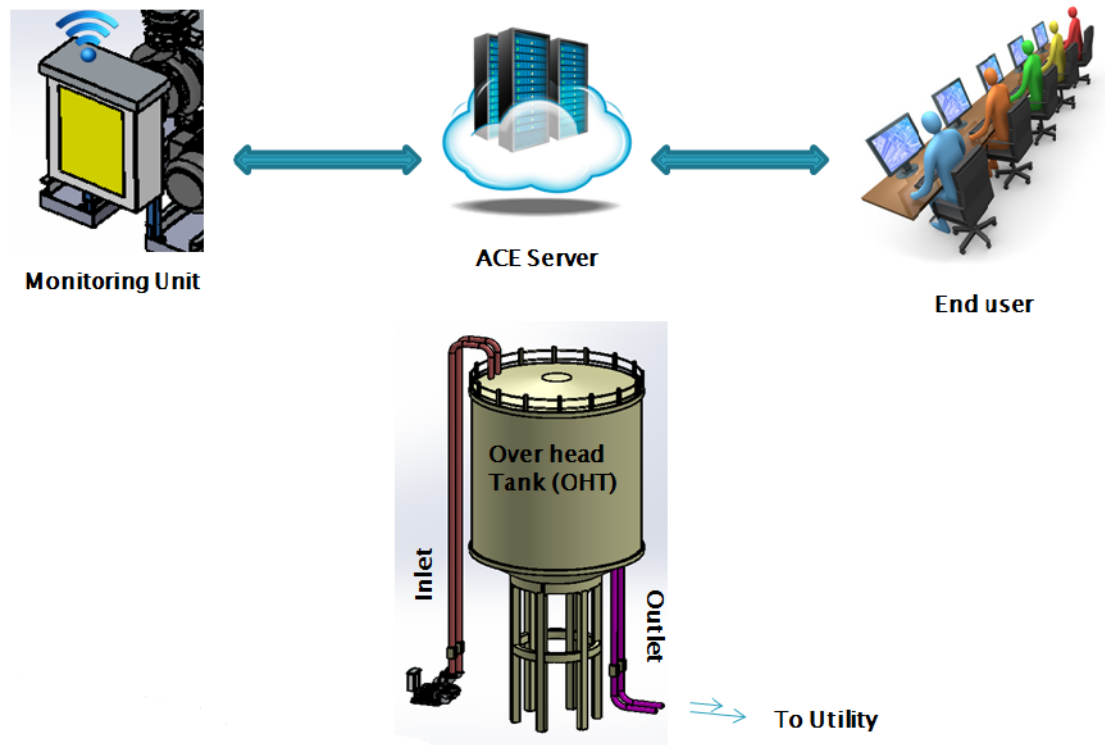 Monitoring Unit
ACE Server
End user
Over head
Tank (OHT)
Inlet
Outlet
To Utility